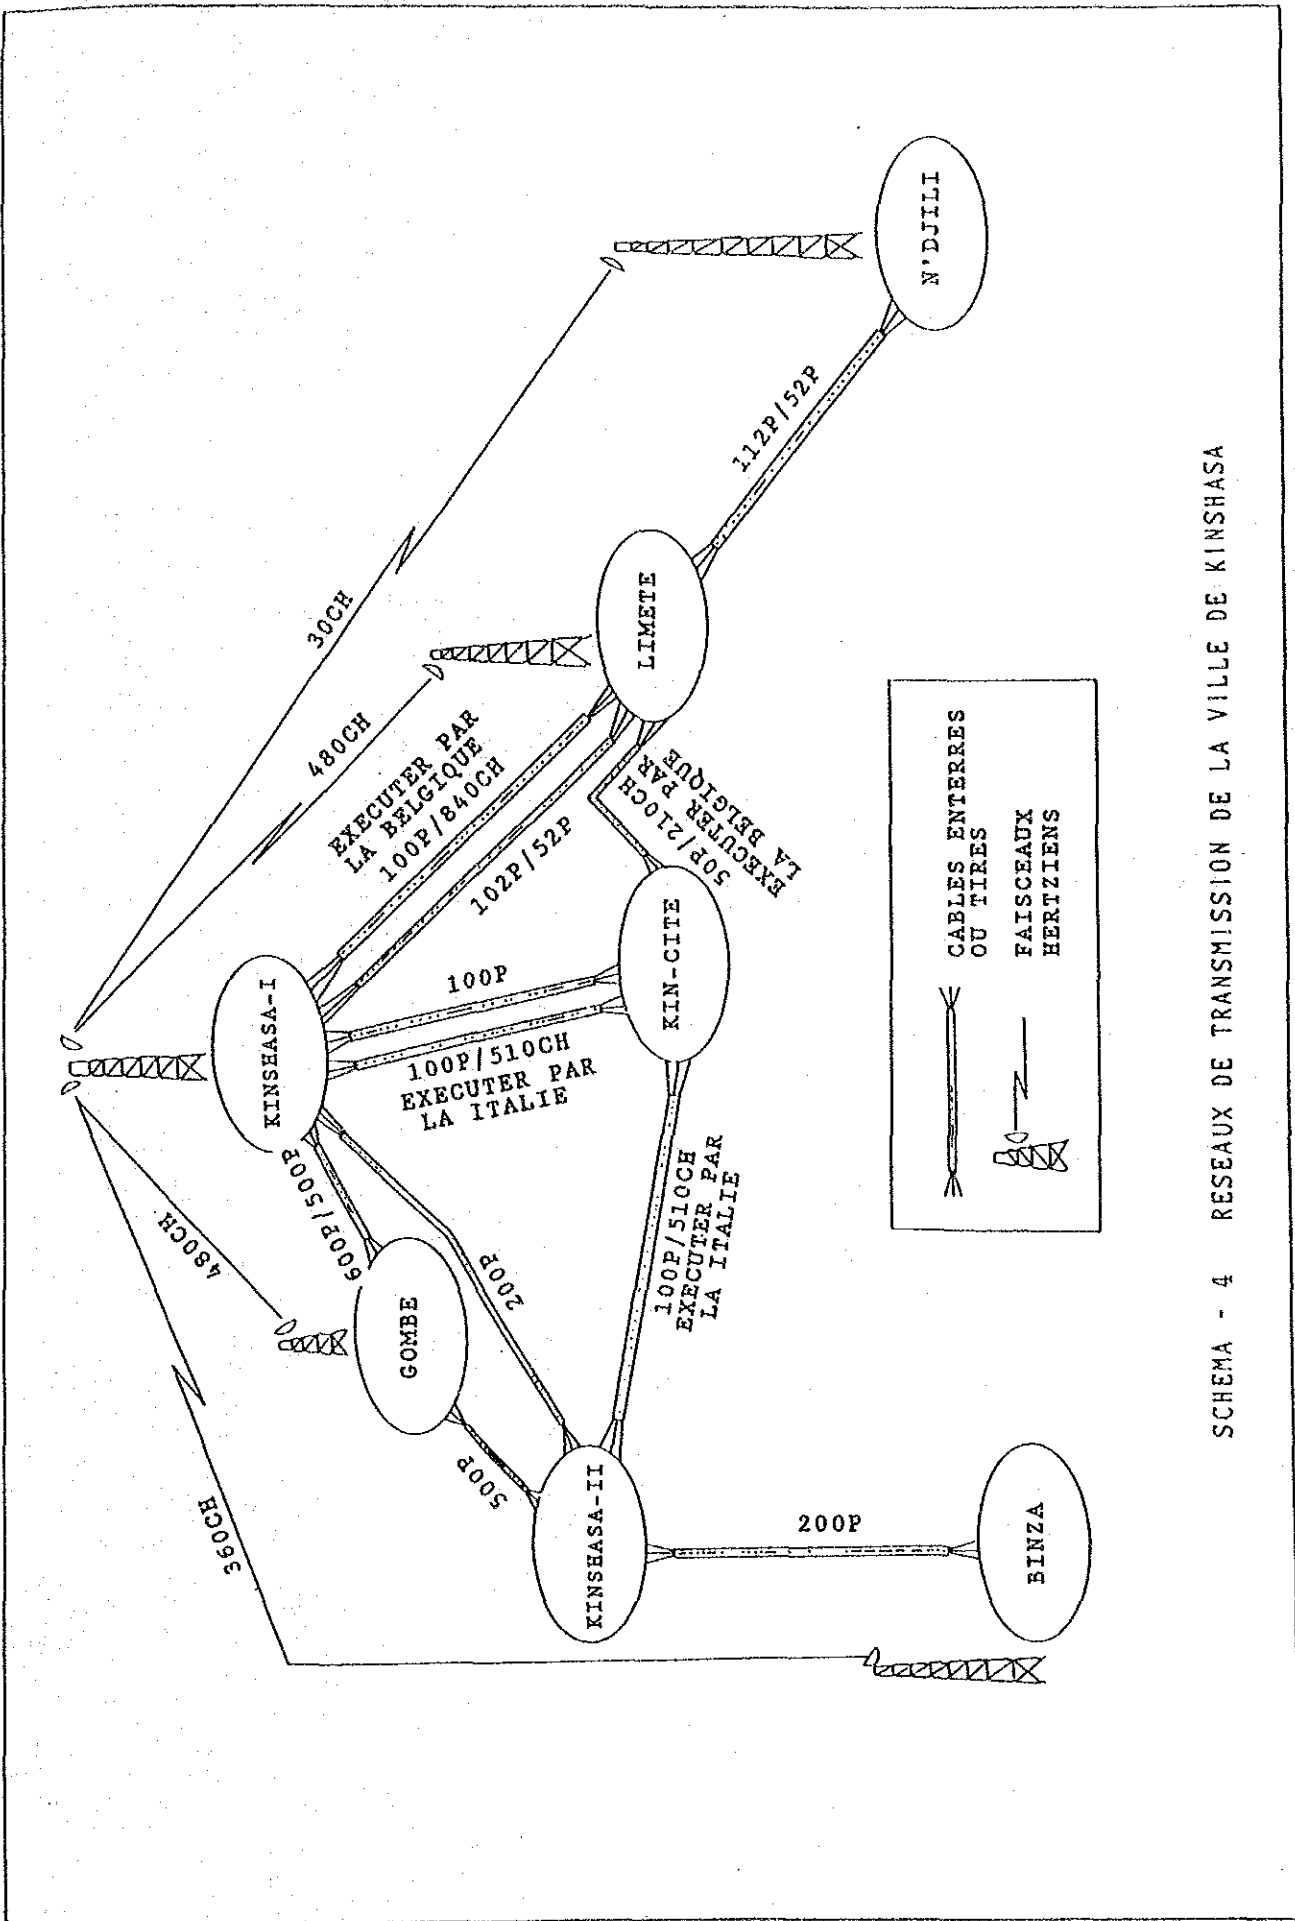 360CH
480CH
480CH
30CH
KINSHASA-I
GOMBE
600P/500P
500P
200P
KINSHASA-II
100P/510CH
EXECUTER PAR
LA ITALIE
100P
EXECUTER PAR
LA BELGIQUE
100P/840CH
102P/52P
LIMETE
112P/52P
N'DJILI
50P/210CH
EXECUTER PAR
LA BELGIQUE
KIN-CITE
100P/510CH
EXECUTER PAR
LA ITALIE
200P
BINZA
CABLES ENTERRES
OU TIRES
FAISCEAUX
HERTZIENS
SCHEMA - 4 RESEAUX DE TRANSMISSION DE LA VILLE DE KINSHASA